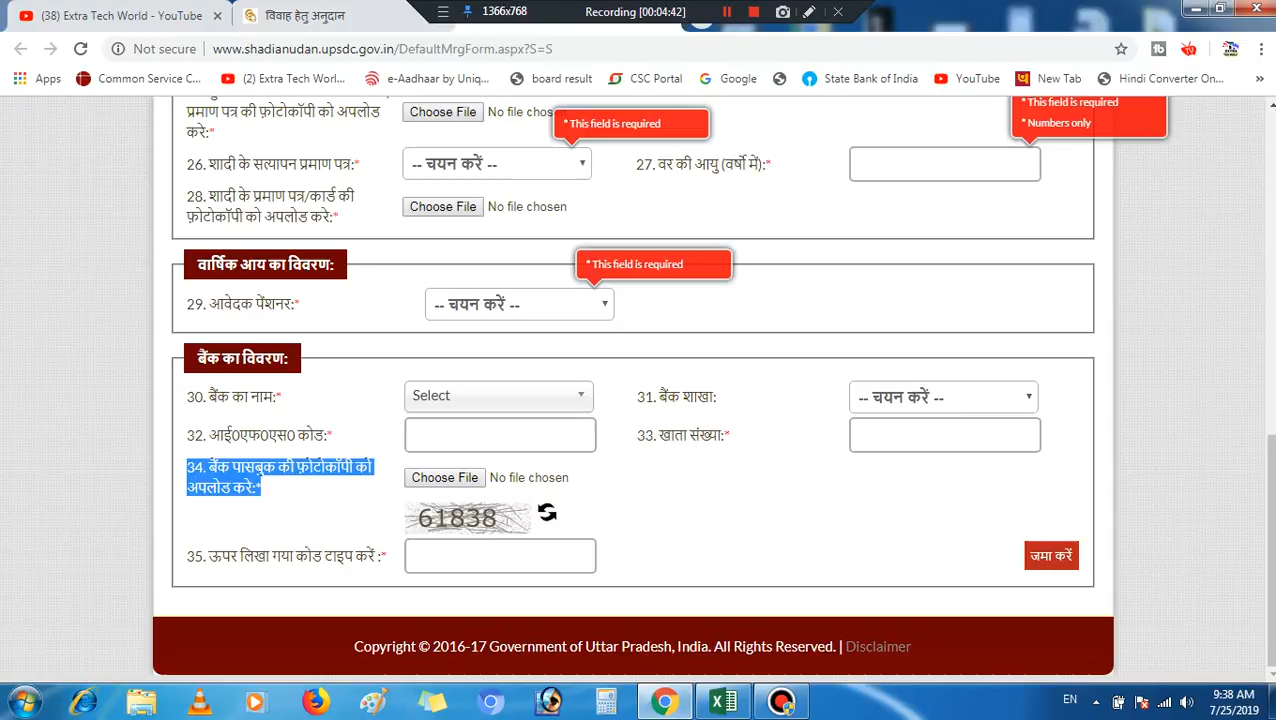 (38) Extra Tech World - YouTube
विवाह हेतु अनुदान
1366x768
Recording [00:04:42]
Not secure
www.shadianudan.upsdc.gov.in/DefaultMrgForm.aspx?S=S
Apps
Common Service C...
(2) Extra Tech Worl...
e-Aadhaar by Uniq...
board result
CSC Portal
Google
State Bank of India
YouTube
New Tab
Hindi Converter On...
»
प्रमाण पत्र की फ़ोटोकॉपी को अपलोड
करे:*
Choose File No file chosen
* This field is required
* This field is required
* Numbers only
26. शादी के सत्यापन प्रमाण पत्र:*
-- चयन करें --
27. वर की आयु (वर्षो में):*
28. शादी के प्रमाण पत्र/कार्ड की
फ़ोटोकॉपी को अपलोड करे:*
Choose File No file chosen
वार्षिक आय का विवरण:
* This field is required
29. आवेदक पेंशनर:*
-- चयन करें --
बैंक का विवरण:
30. बैंक का नाम:*
Select
31. बैंक शाखा:
-- चयन करें --
32. आई0एफ0एस0 कोड:*
33. खाता संख्या:*
34. बैंक पासबुक की फ़ोटोकॉपी को
अपलोड करे:*
Choose File No file chosen
61838
35. ऊपर लिखा गया कोड टाइप करें :*
जमा करें
Copyright © 2016-17 Government of Uttar Pradesh, India. All Rights Reserved. | Disclaimer
EN
9:38 AM
7/25/2019